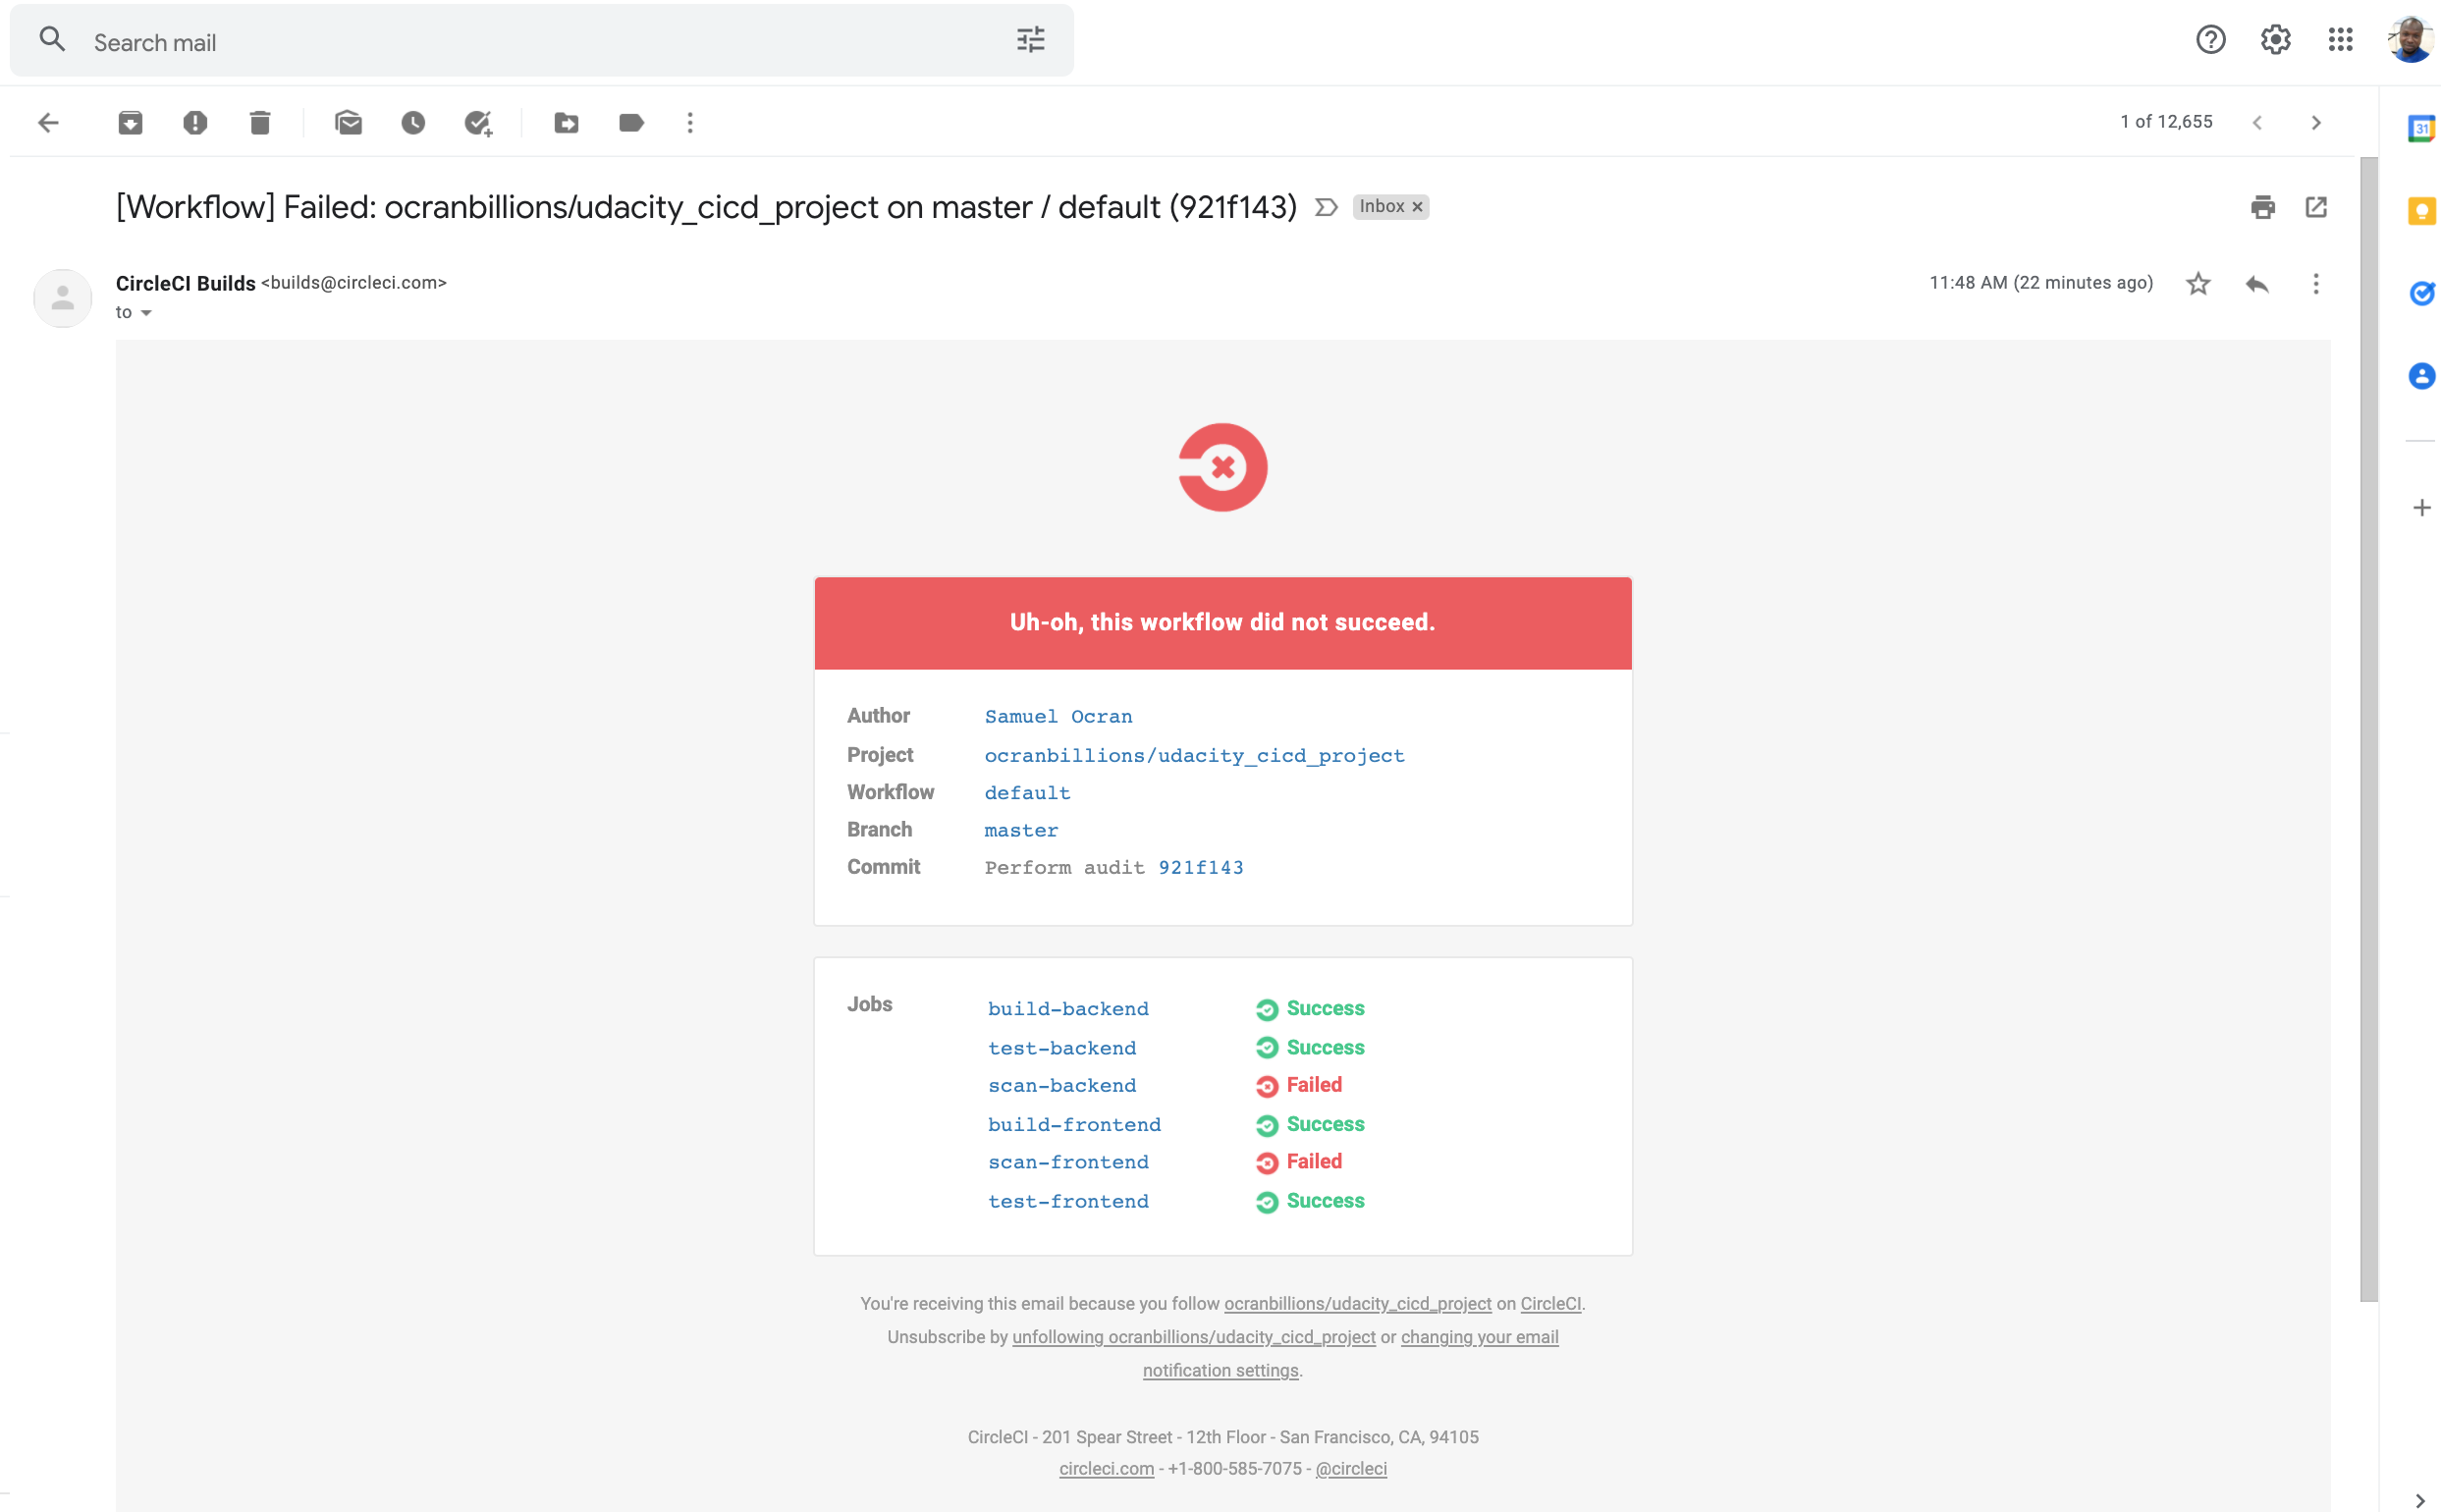 Search mail
1 of 12,655
31
[Workflow] Failed: ocranbillions/udacity_cicd_project on master / default (921f143) Inbox ×
CircleCI Builds <builds@circleci.com> 11:48 AM (22 minutes ago)
to
Uh-oh, this workflow did not succeed.
Author Samuel Ocran
Project ocranbillions/udacity_cicd_project
Workflow default
Branch master
Commit Perform audit 921f143
Jobs build-backend Success
test-backend Success
scan-backend Failed
build-frontend Success
scan-frontend Failed
test-frontend Success
You're receiving this email because you follow ocranbillions/udacity_cicd_project on CircleCI.
Unsubscribe by unfollowing ocranbillions/udacity_cicd_project or changing your email
notification settings.
CircleCI - 201 Spear Street - 12th Floor - San Francisco, CA, 94105
circleci.com - +1-800-585-7075 - @circleci